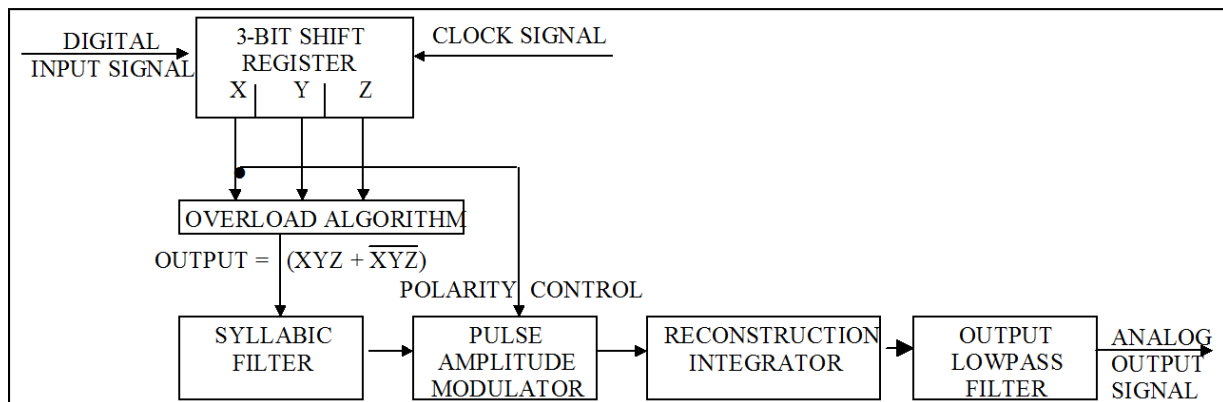 DIGITAL
INPUT SIGNAL
3-BIT SHIFT
REGISTER
X Y Z
CLOCK SIGNAL
OVERLOAD ALGORITHM
OUTPUT = (XYZ + X̅Y̅Z̅)
POLARITY CONTROL
SYLLABIC
FILTER
PULSE
AMPLITUDE
MODULATOR
RECONSTRUCTION
INTEGRATOR
OUTPUT
LOWPASS
FILTER
ANALOG
OUTPUT
SIGNAL